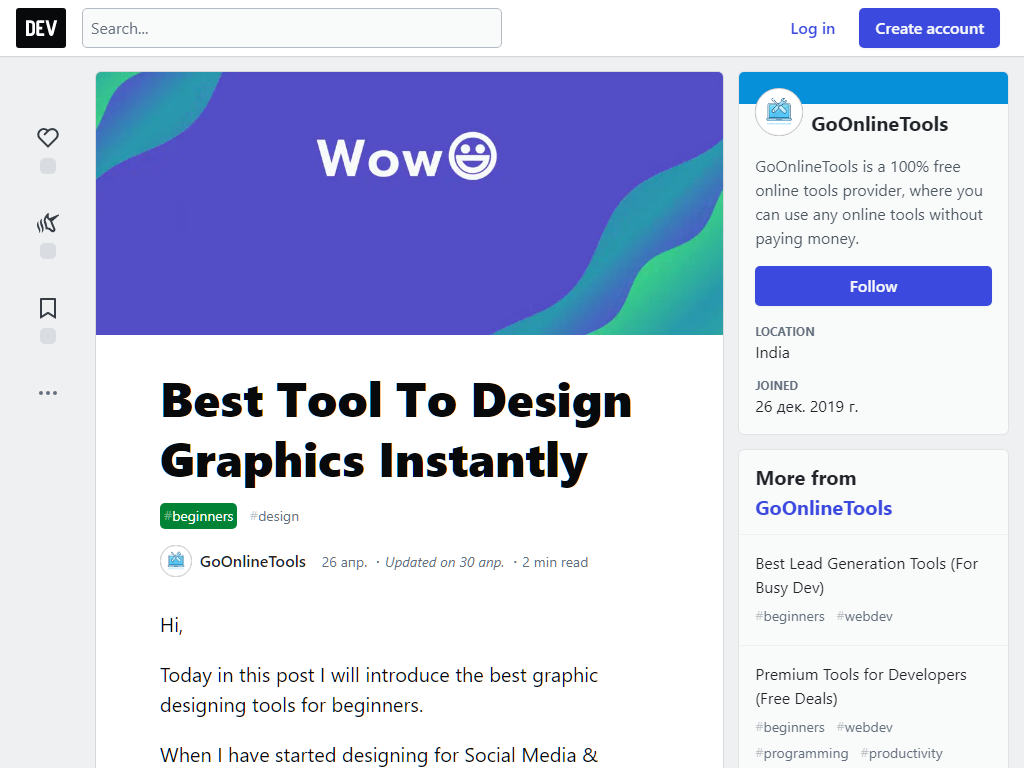 DEV
Search...
Log in
Create account
Wow
Best Tool To Design
Graphics Instantly
#beginners #design
GoOnlineTools 26 апр. · Updated on 30 апр. · 2 min read
Hi,
Today in this post I will introduce the best graphic
designing tools for beginners.
When I have started designing for Social Media &
GoOnlineTools
GoOnlineTools is a 100% free
online tools provider, where you
can use any online tools without
paying money.
Follow
LOCATION
India
JOINED
26 дек. 2019 г.
More from
GoOnlineTools
Best Lead Generation Tools (For
Busy Dev)
#beginners #webdev
Premium Tools for Developers
(Free Deals)
#beginners #webdev
#programming #productivity